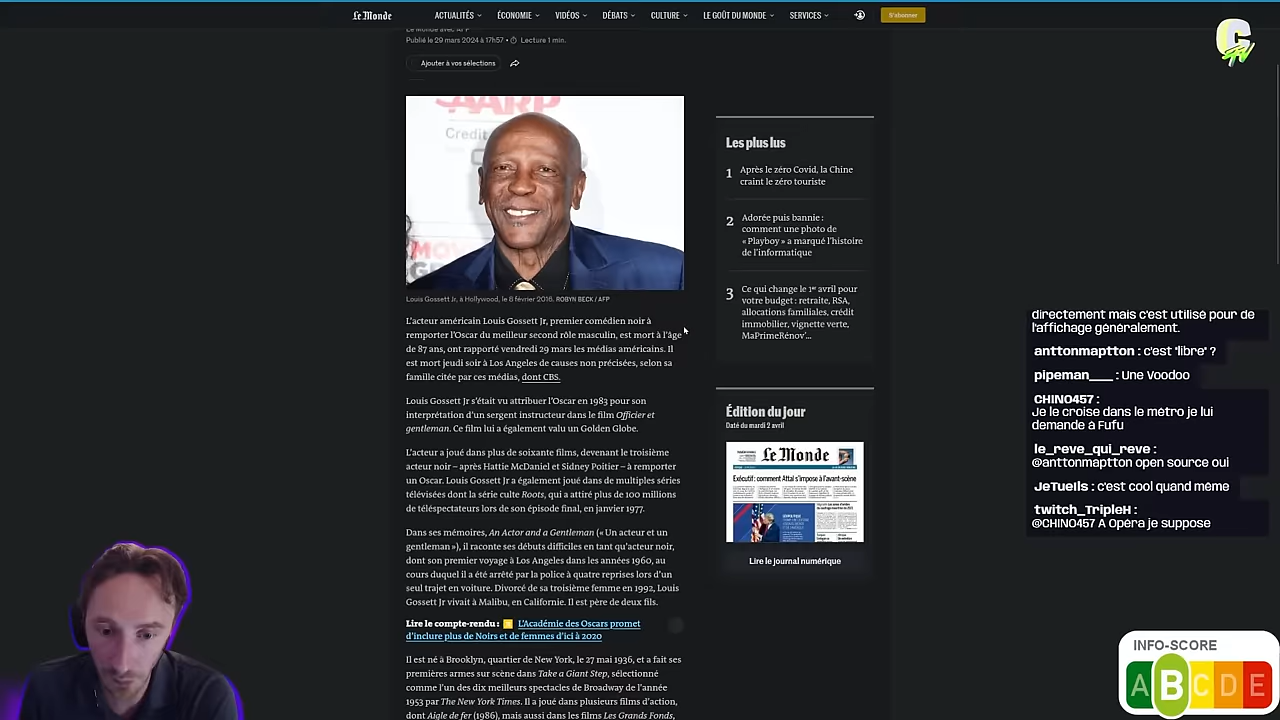 Le Monde
ACTUALITÉS
ÉCONOMIE
VIDÉOS
DÉBATS
CULTURE
LE GOÛT DU MONDE
SERVICES
S'abonner
Le Monde avec AFP
Publié le 29 mars 2024 à 17h57 • Lecture 1 min.
Ajouter à vos sélections
AARP
Credit
Louis Gossett Jr, à Hollywood, le 8 février 2016. ROBYN BECK / AFP
L'acteur américain Louis Gossett Jr, premier comédien noir à
remporter l'Oscar du meilleur second rôle masculin, est mort à l'âge
de 87 ans, ont rapporté vendredi 29 mars les médias américains. Il
est mort jeudi soir à Los Angeles de causes non précisées, selon sa
famille citée par ces médias, dont CBS.
Louis Gossett Jr s'était vu attribuer l'Oscar en 1983 pour son
interprétation d'un sergent instructeur dans le film Officier et
gentleman. Ce film lui a également valu un Golden Globe.
L'acteur a joué dans plus de soixante films, devenant le troisième
acteur noir – après Hattie McDaniel et Sidney Poitier – à remporter
un Oscar. Louis Gossett Jr a également joué dans de multiples séries
télévisées dont la série culte Roots, qui a attiré plus de 100 millions
de téléspectateurs lors de son épisode final, en janvier 1977.
Dans ses mémoires, An Actor and a Gentleman (« Un acteur et un
gentleman »), il raconte ses débuts difficiles en tant qu'acteur noir,
dont son premier voyage à Los Angeles dans les années 1960, au
cours duquel il a été arrêté par la police à quatre reprises lors d'un
seul trajet en voiture. Divorcé de sa troisième femme en 1992, Louis
Gossett Jr vivait à Malibu, en Californie. Il est père de deux fils.
Lire le compte-rendu : L'Académie des Oscars promet
d'inclure plus de Noirs et de femmes d'ici à 2020
Il est né à Brooklyn, quartier de New York, le 27 mai 1936, et a fait ses
premières armes sur scène dans Take a Giant Step, sélectionné
comme l'un des dix meilleurs spectacles de Broadway de l'année
1953 par The New York Times. Il a joué dans plusieurs films d'action,
dont Aigle de fer (1986), mais aussi dans les films Les Grands Fonds,
Les plus lus
1 Après le zéro Covid, la Chine
craint le zéro touriste
2 Adorée puis bannie :
comment une photo de
« Playboy » a marqué l'histoire
de l'informatique
3 Ce qui change le 1er avril pour
votre budget : retraite, RSA,
allocations familiales, crédit
immobilier, vignette verte,
MaPrimeRénov'...
Édition du jour
Daté du mardi 2 avril
Le Monde
Exécutif : comment Attal s'impose à l'avant-scène
Lire le journal numérique
directement mais c'est utilisé pour de
l'affichage généralement.
anttonmaptton : c'est "libre" ?
pipeman___ : Une Voodoo
CHINO457 :
Je le croise dans le métro je lui
demande à Fufu
le_reve_qui_reve :
@anttonmaptton open source oui
JeTuells : c'est cool quand même
twitch_TripleH :
@CHINO457 A Opéra je suppose
INFO-SCORE
A B C D E